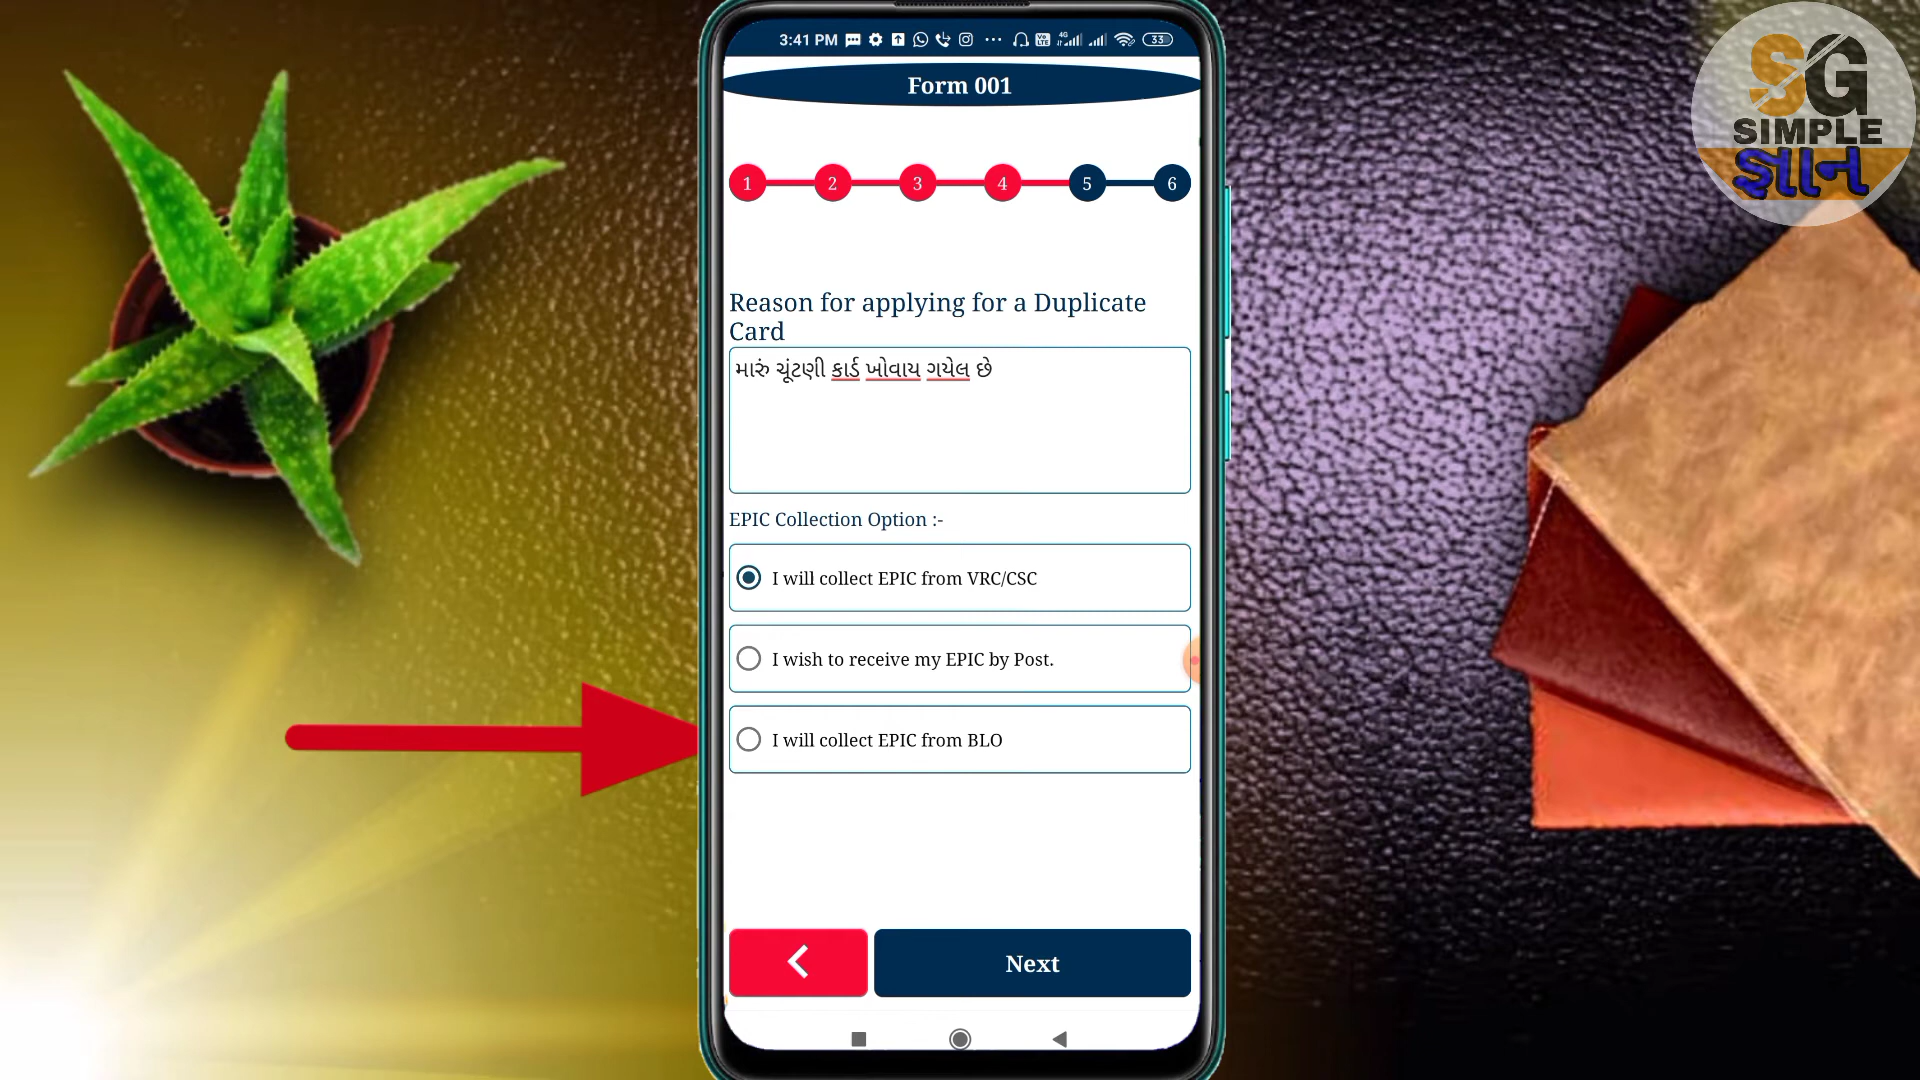 3:41 PM
33
Form 001
1 2 3 4 5 6
Reason for applying for a Duplicate
Card
મારું ચૂંટણી કાર્ડ ખોવાય ગયેલ છે
EPIC Collection Option :-
I will collect EPIC from VRC/CSC
I wish to receive my EPIC by Post.
I will collect EPIC from BLO
Next
SG
SIMPLE
જ્ઞાન